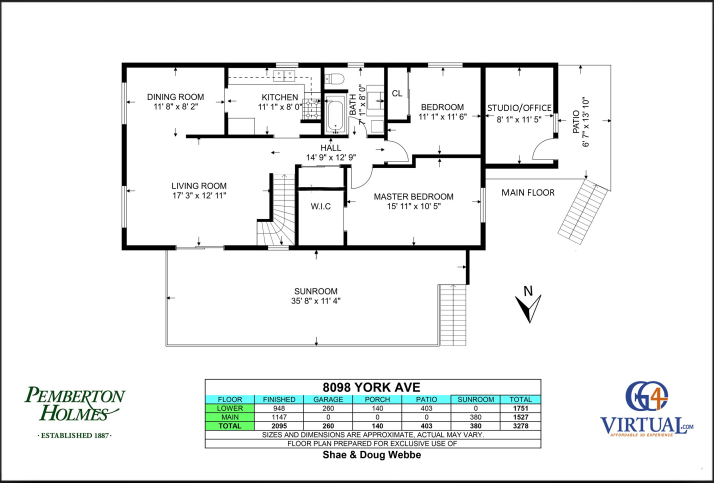 DINING ROOM
11' 8" x 8' 2"
KITCHEN
11' 1" x 8' 0"
BATH
7' 1" x 8' 0"
CL
BEDROOM
11' 1" x 11' 6"
STUDIO/OFFICE
8' 1" x 11' 5"
PATIO
6' 7" x 13' 10"
HALL
14' 9" x 12' 9"
LIVING ROOM
17' 3" x 12' 11"
W.I.C
MASTER BEDROOM
15' 11" x 10' 5"
MAIN FLOOR
SUNROOM
35' 8" x 11' 4"
N
PEMBERTON
HOLMES
· ESTABLISHED 1887 ·
8098 YORK AVE
FLOOR FINISHED GARAGE PORCH PATIO SUNROOM TOTAL
LOWER 948 260 140 403 0 1751
MAIN 1147 0 0 0 380 1527
TOTAL 2095 260 140 403 380 3278
SIZES AND DIMENSIONS ARE APPROXIMATE, ACTUAL MAY VARY.
FLOOR PLAN PREPARED FOR EXCLUSIVE USE OF
Shae & Doug Webbe
GO4
VIRTUAL.COM
AFFORDABLE 3D EXPERIENCE